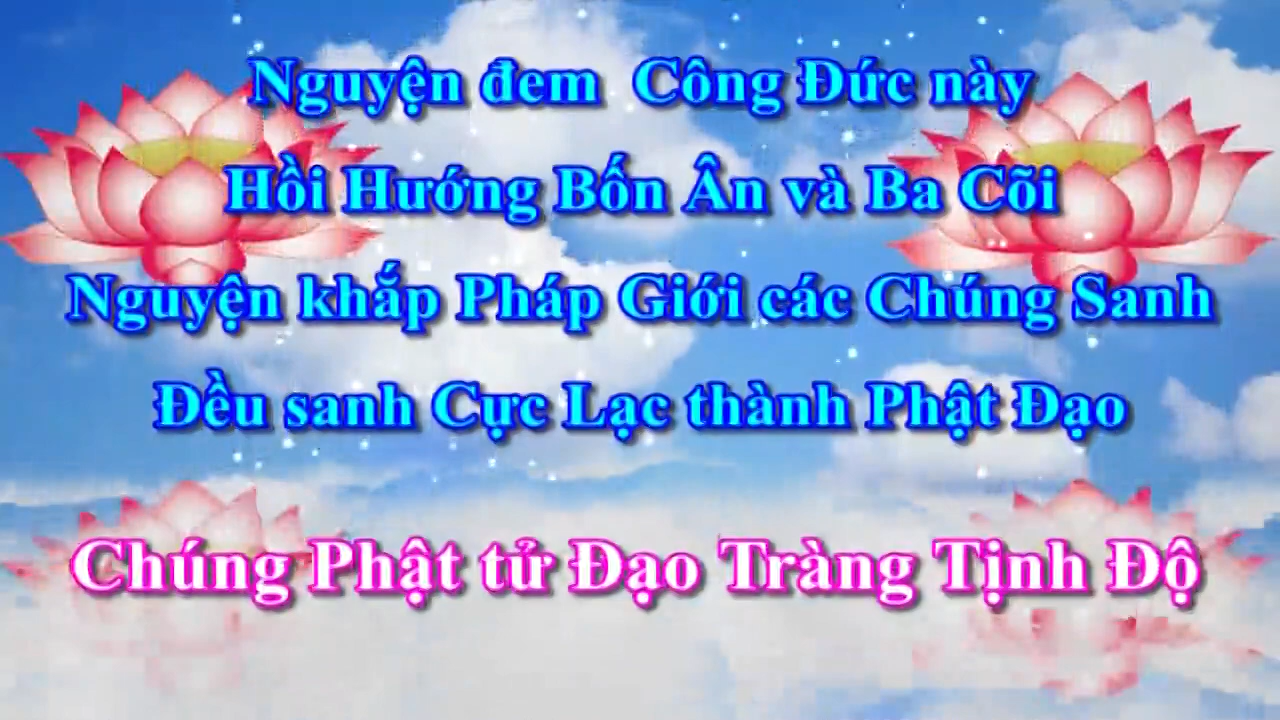 Nguyện đem Công Đức này
Hồi Hướng Bốn Ân và Ba Cõi
Nguyện khắp Pháp Giới các Chúng Sanh
Đều sanh Cực Lạc thành Phật Đạo
Chúng Phật tử Đạo Tràng Tịnh Độ